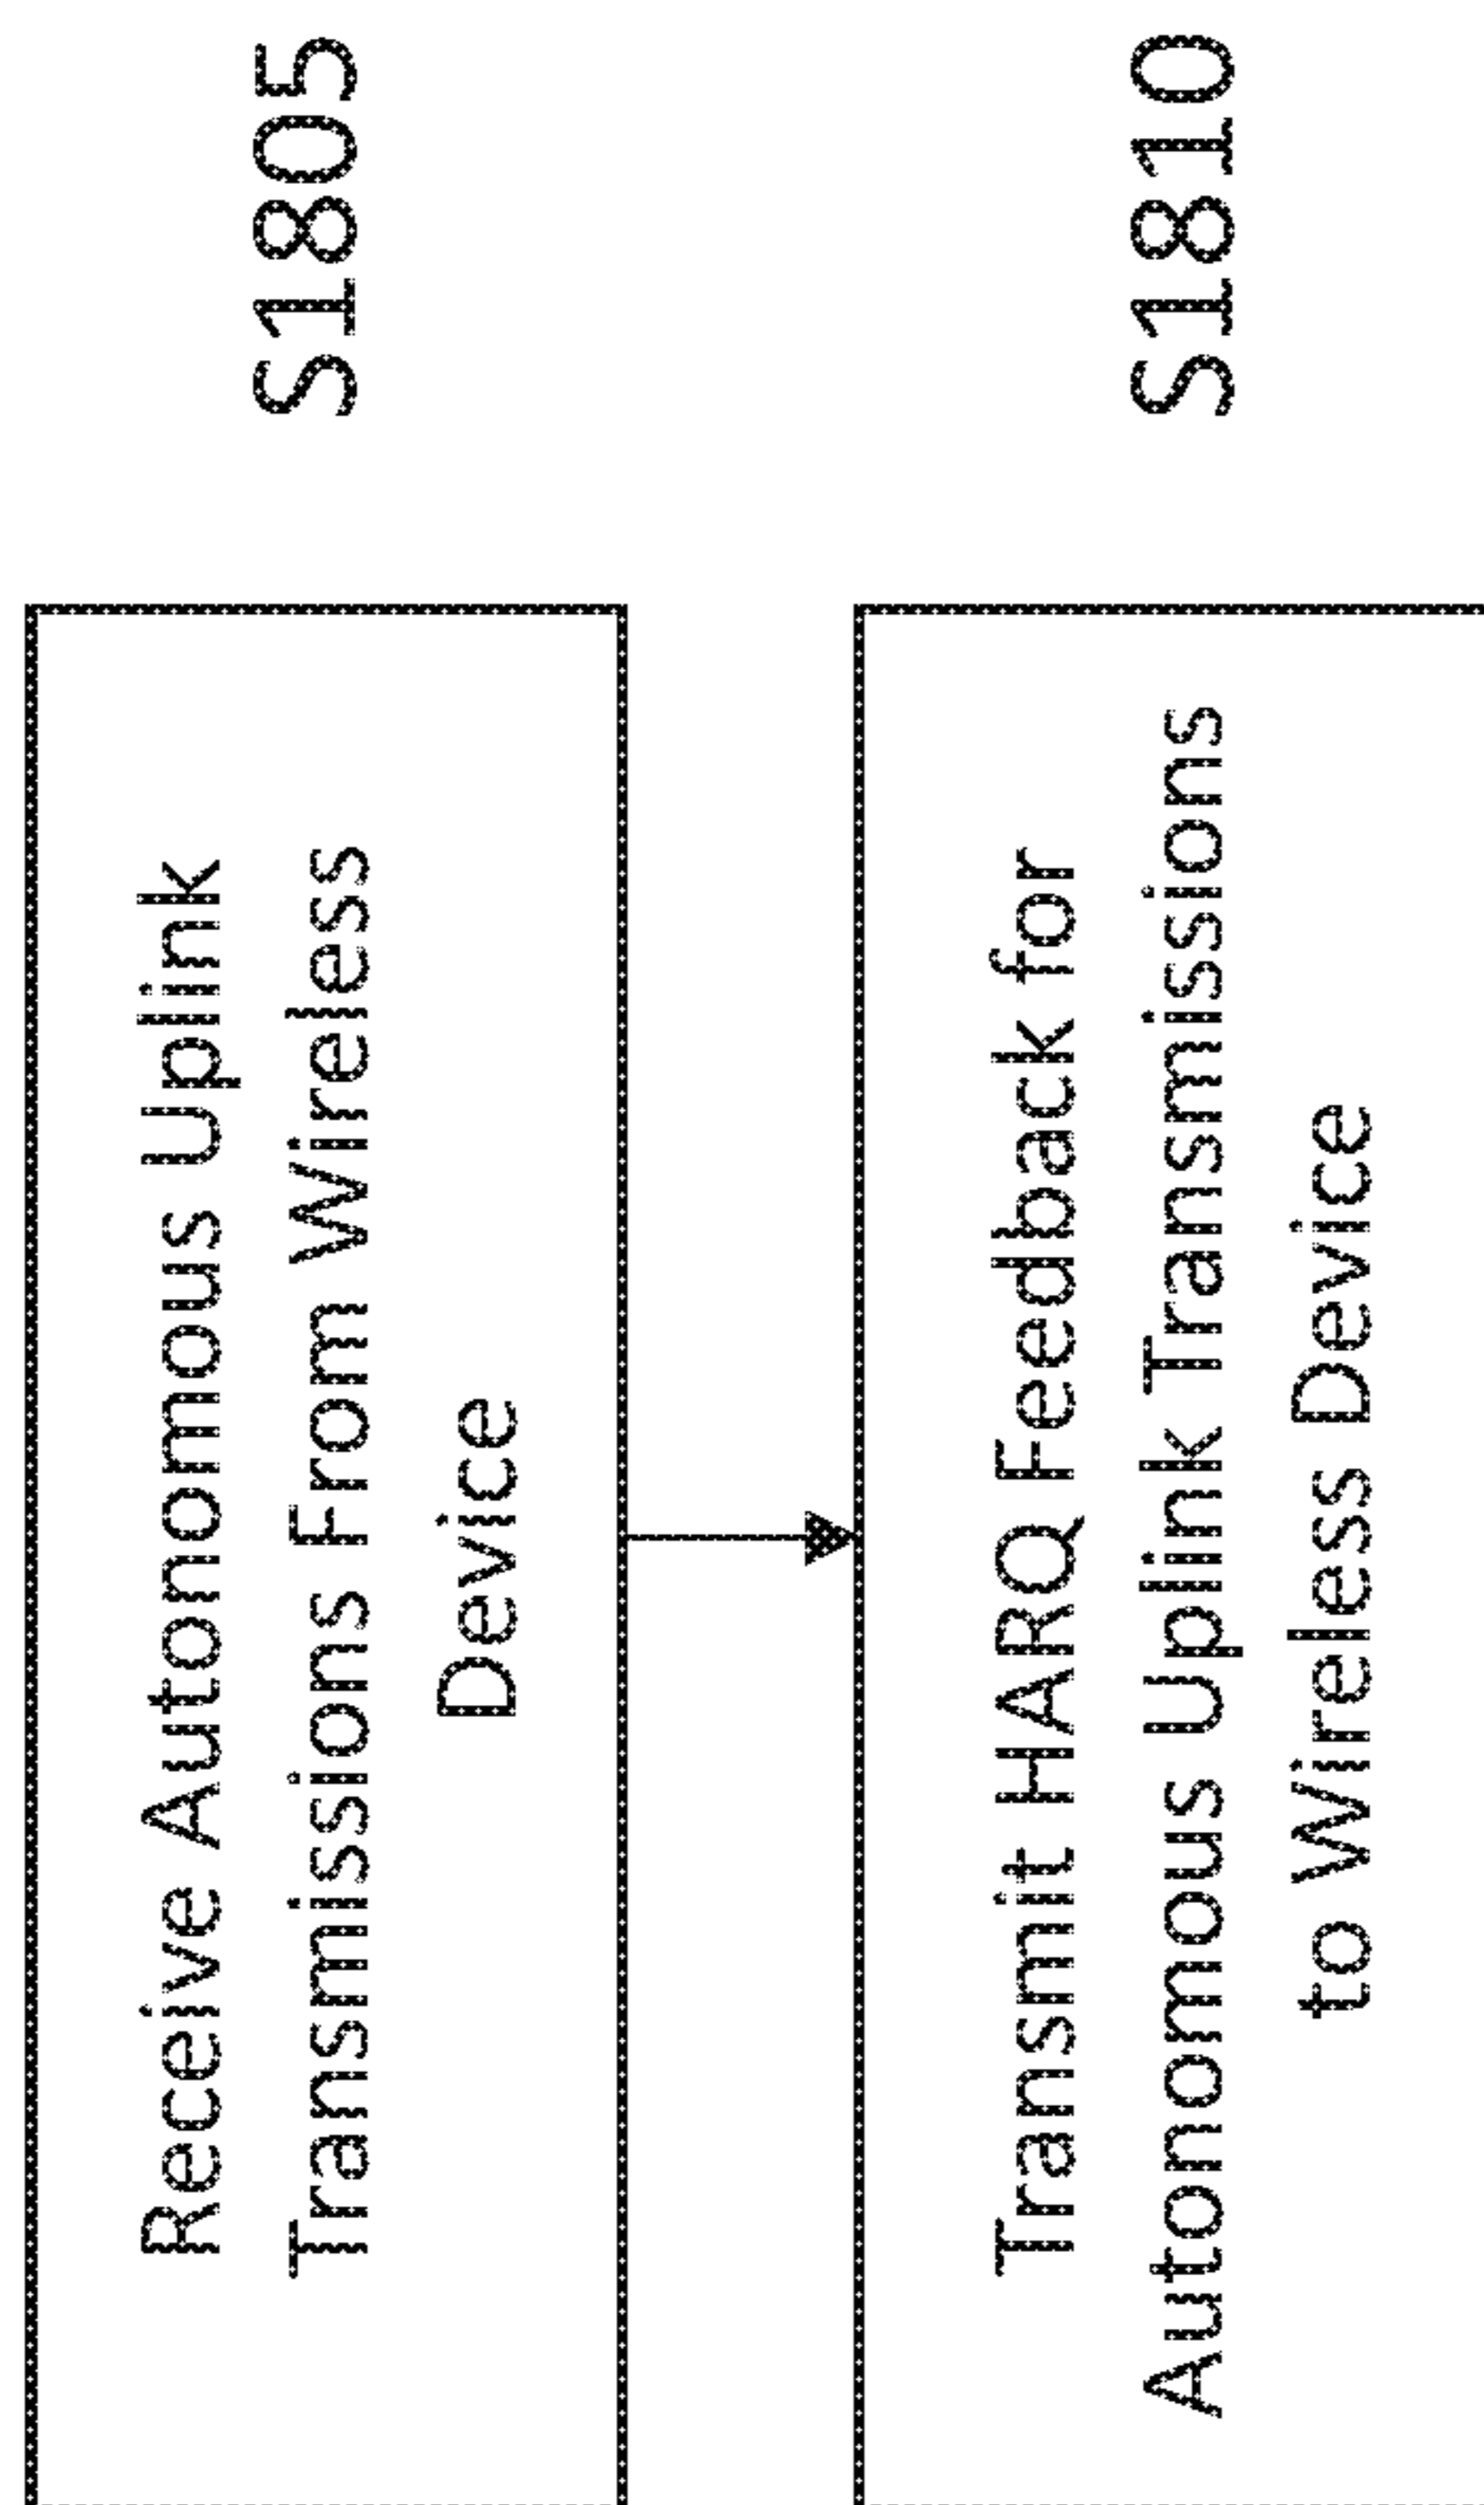 Receive Autonomous Uplink
Transmissions From Wireless
Device
S1805
Transmit HARQ Feedback for
Autonomous Uplink Transmissions
to Wireless Device
S1810